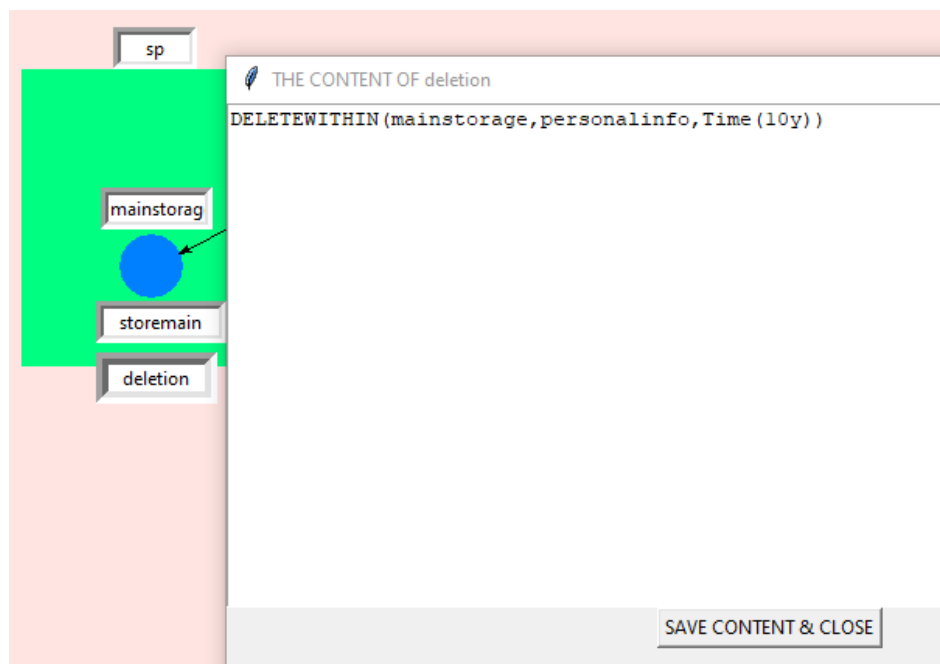 sp
THE CONTENT OF deletion
DELETEWITHIN(mainstorage,personalinfo,Time(10y))
mainstorag
storemain
deletion
SAVE CONTENT & CLOSE